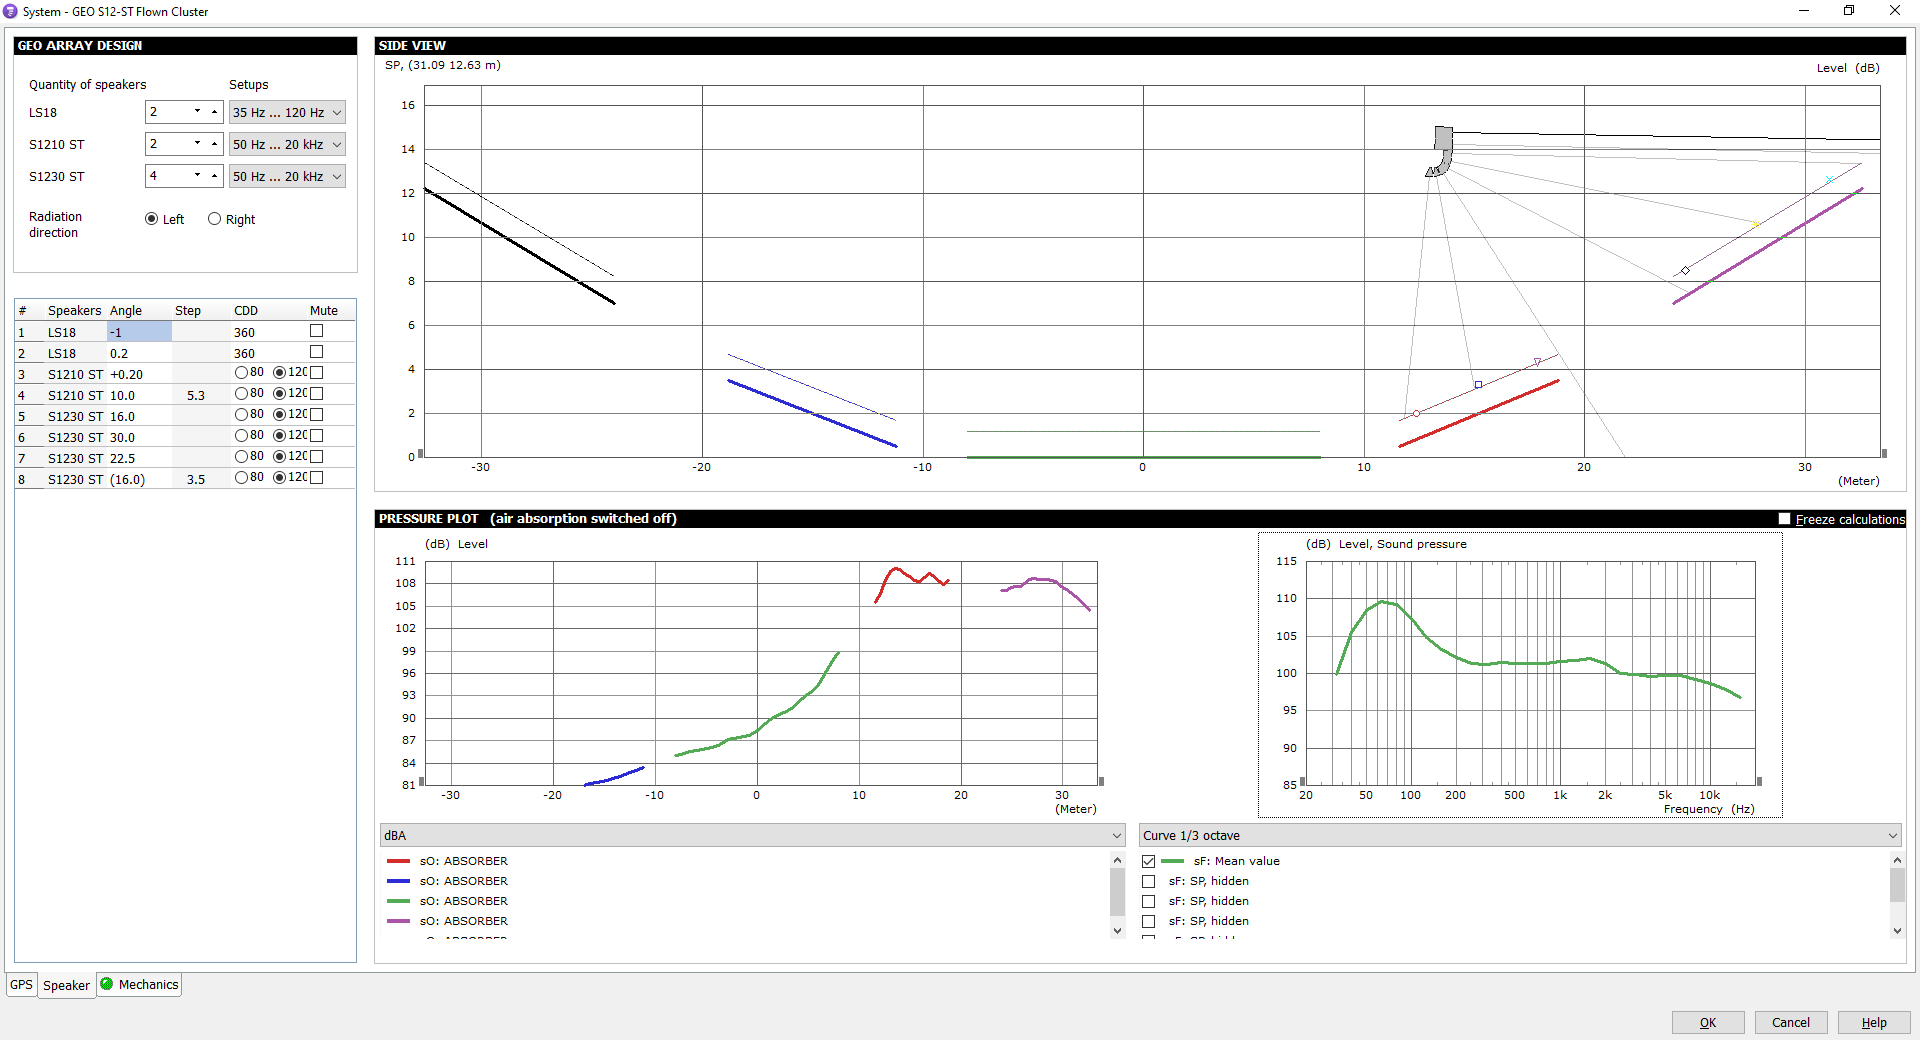 System - GEO S12-ST Flown Cluster
GEO ARRAY DESIGN
Quantity of speakers Setups
LS18 2 35 Hz ... 120 Hz
S1210 ST 2 50 Hz ... 20 kHz
S1230 ST 4 50 Hz ... 20 kHz
Radiation direction Left Right
# Speakers Angle Step CDD Mute
1 LS18 -1 360
2 LS18 0.2 360
3 S1210 ST +0.20 80 120
4 S1210 ST 10.0 5.3 80 120
5 S1230 ST 16.0 80 120
6 S1230 ST 30.0 80 120
7 S1230 ST 22.5 80 120
8 S1230 ST (16.0) 3.5 80 120
SIDE VIEW
SP, (31.09 12.63 m)
Level (dB)
16
14
12
10
8
6
4
2
0
-30 -20 -10 0 10 20 30
(Meter)
PRESSURE PLOT (air absorption switched off)
Freeze calculations
(dB) Level
111
108
105
102
99
96
93
90
87
84
81
-30 -20 -10 0 10 20 30
(Meter)
(dB) Level, Sound pressure
115
110
105
100
95
90
85
20 50 100 200 500 1k 2k 5k 10k
Frequency (Hz)
dBA
sO: ABSORBER
sO: ABSORBER
sO: ABSORBER
sO: ABSORBER
Curve 1/3 octave
sF: Mean value
sF: SP, hidden
sF: SP, hidden
sF: SP, hidden
GPS Speaker Mechanics
OK Cancel Help